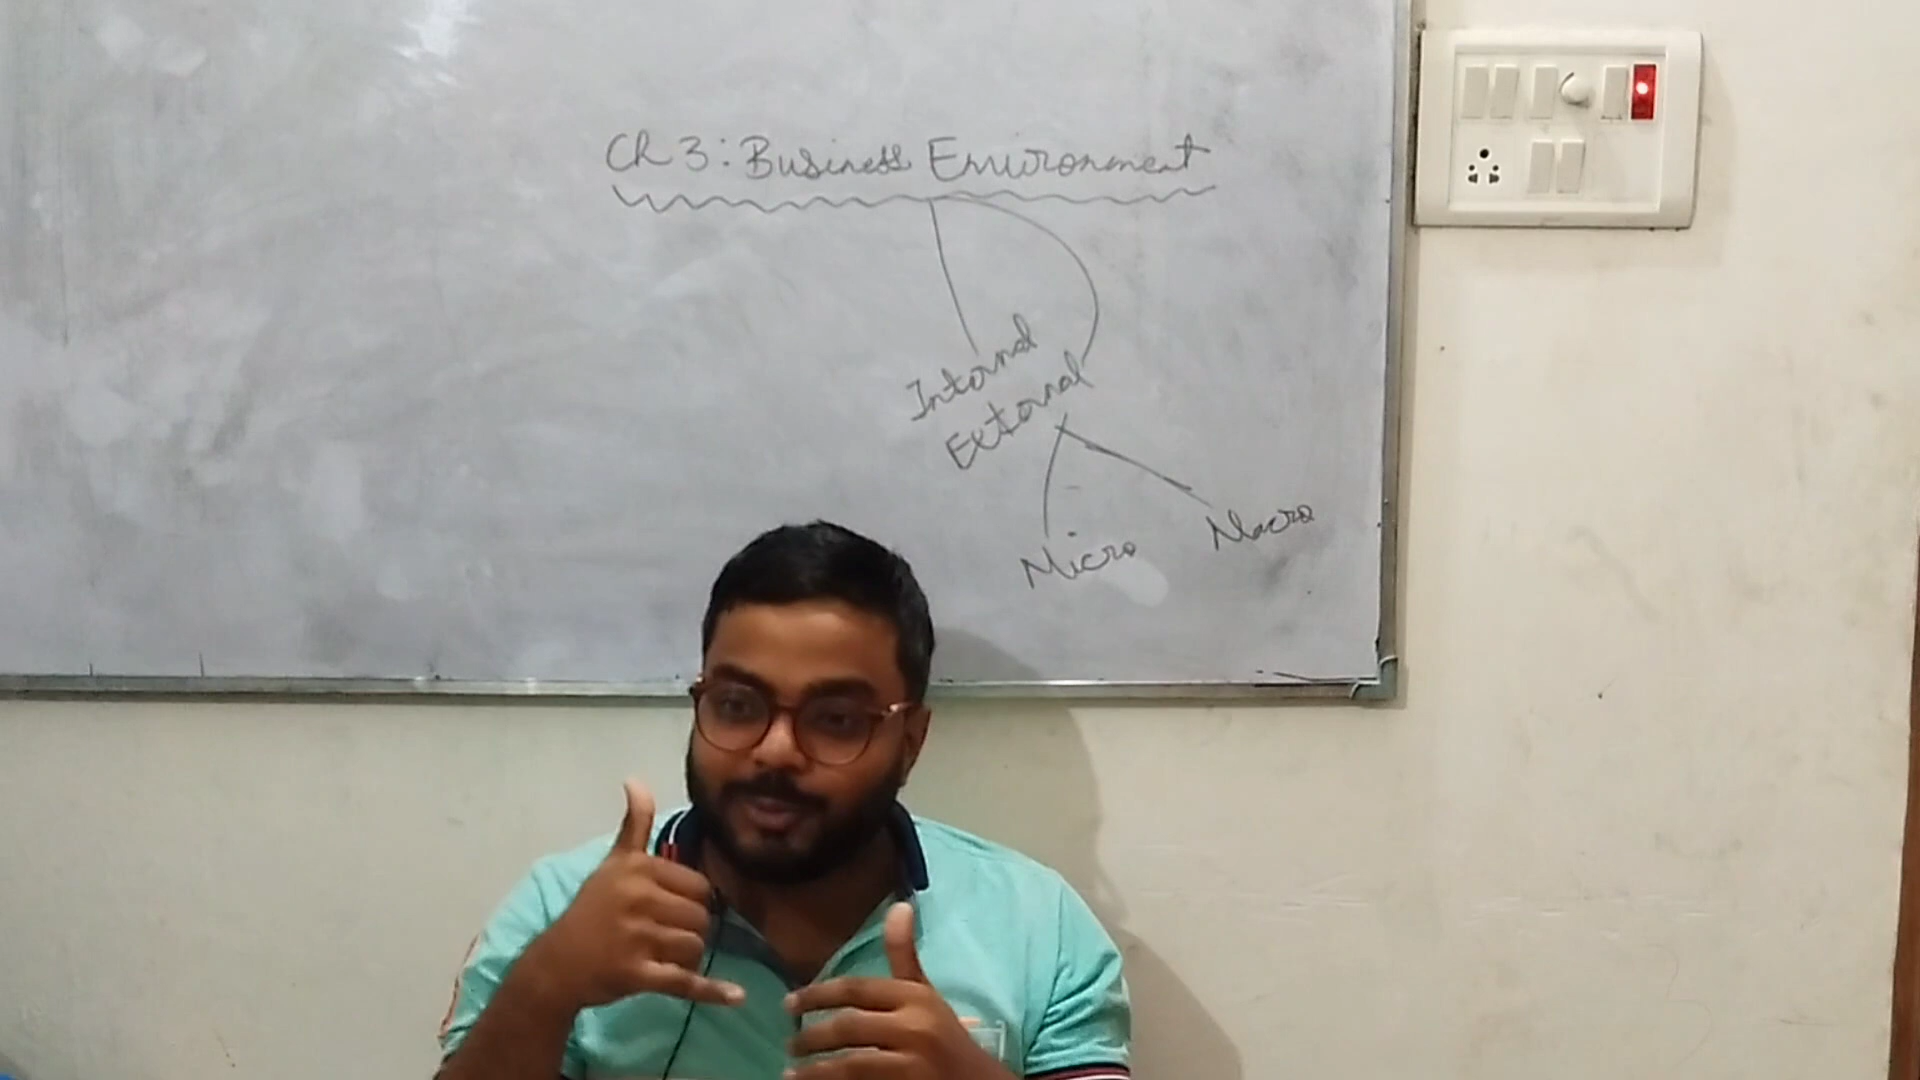 Ch 3: Business Environment
Internal
External
Micro
Macro